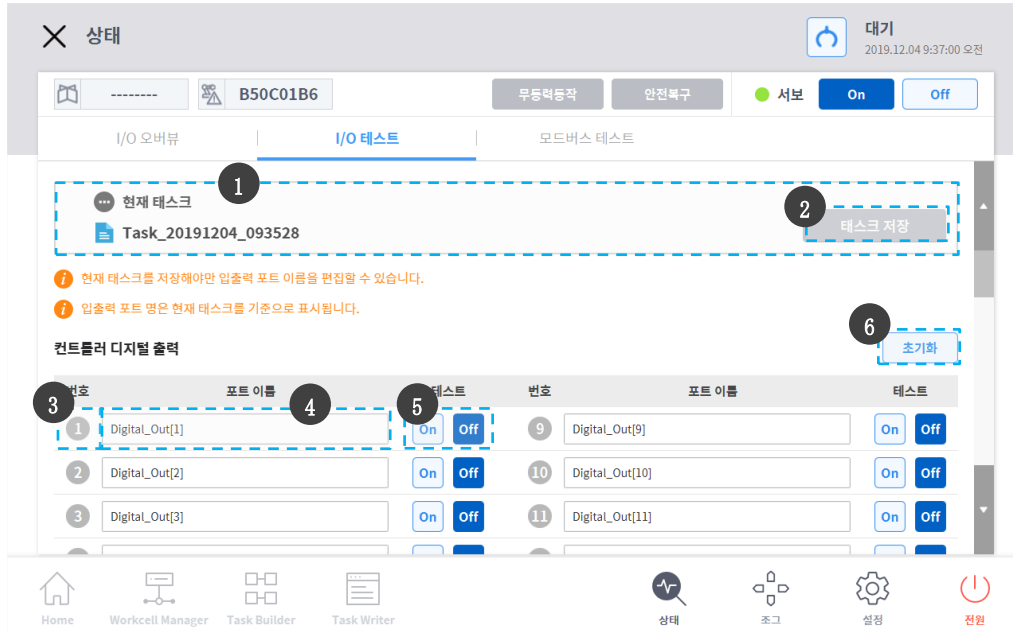 상태
대기
2019.12.04 9:37:00 오전
--------
B50C01B6
무동력동작
안전복구
서보
On
Off
I/O 오버뷰
I/O 테스트
모드버스 테스트
1
현재 태스크
Task_20191204_093528
2
태스크 저장
현재 태스크를 저장해야만 입출력 포트 이름을 편집할 수 있습니다.
입출력 포트 명은 현재 태스크를 기준으로 표시됩니다.
컨트롤러 디지털 출력
6
초기화
번호 포트 이름 테스트 번호 포트 이름 테스트
3
4
5
1 Digital_Out[1] On Off 9 Digital_Out[9] On Off
2 Digital_Out[2] On Off 10 Digital_Out[10] On Off
3 Digital_Out[3] On Off 11 Digital_Out[11] On Off
Home
Workcell Manager
Task Builder
Task Writer
상태
조그
설정
전원